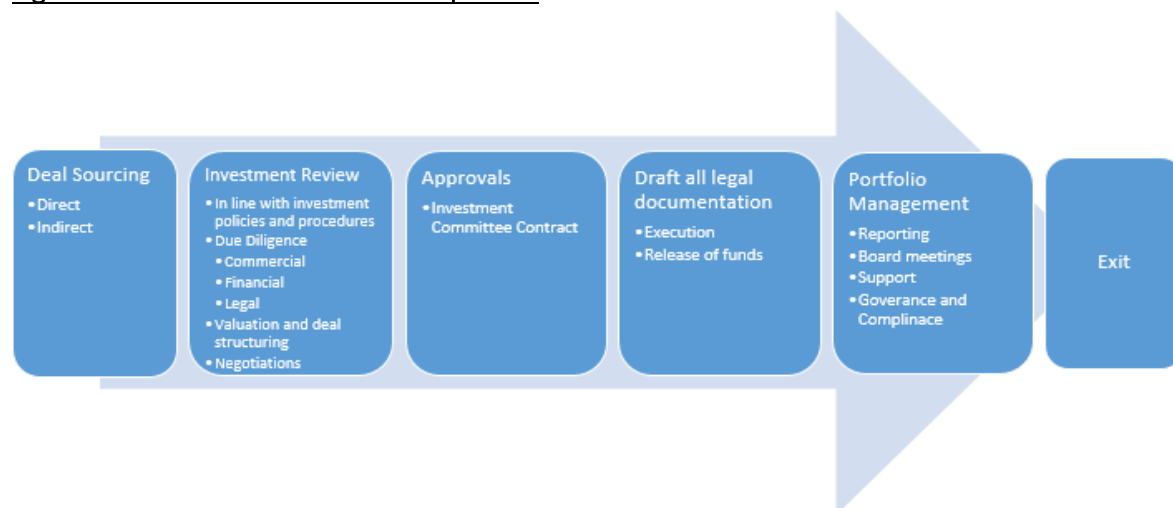 Deal Sourcing
•Direct
•Indirect
Investment Review
•In line with investment
policies and procedures
•Due Diligence
•Commercial
•Financial
•Legal
•Valuation and deal
structuring
•Negotiations
Approvals
•Investment
Committee Contract
Draft all legal
documentation
•Execution
•Release of funds
Portfolio
Management
•Reporting
•Board meetings
•Support
•Goverance and
Complinace
Exit